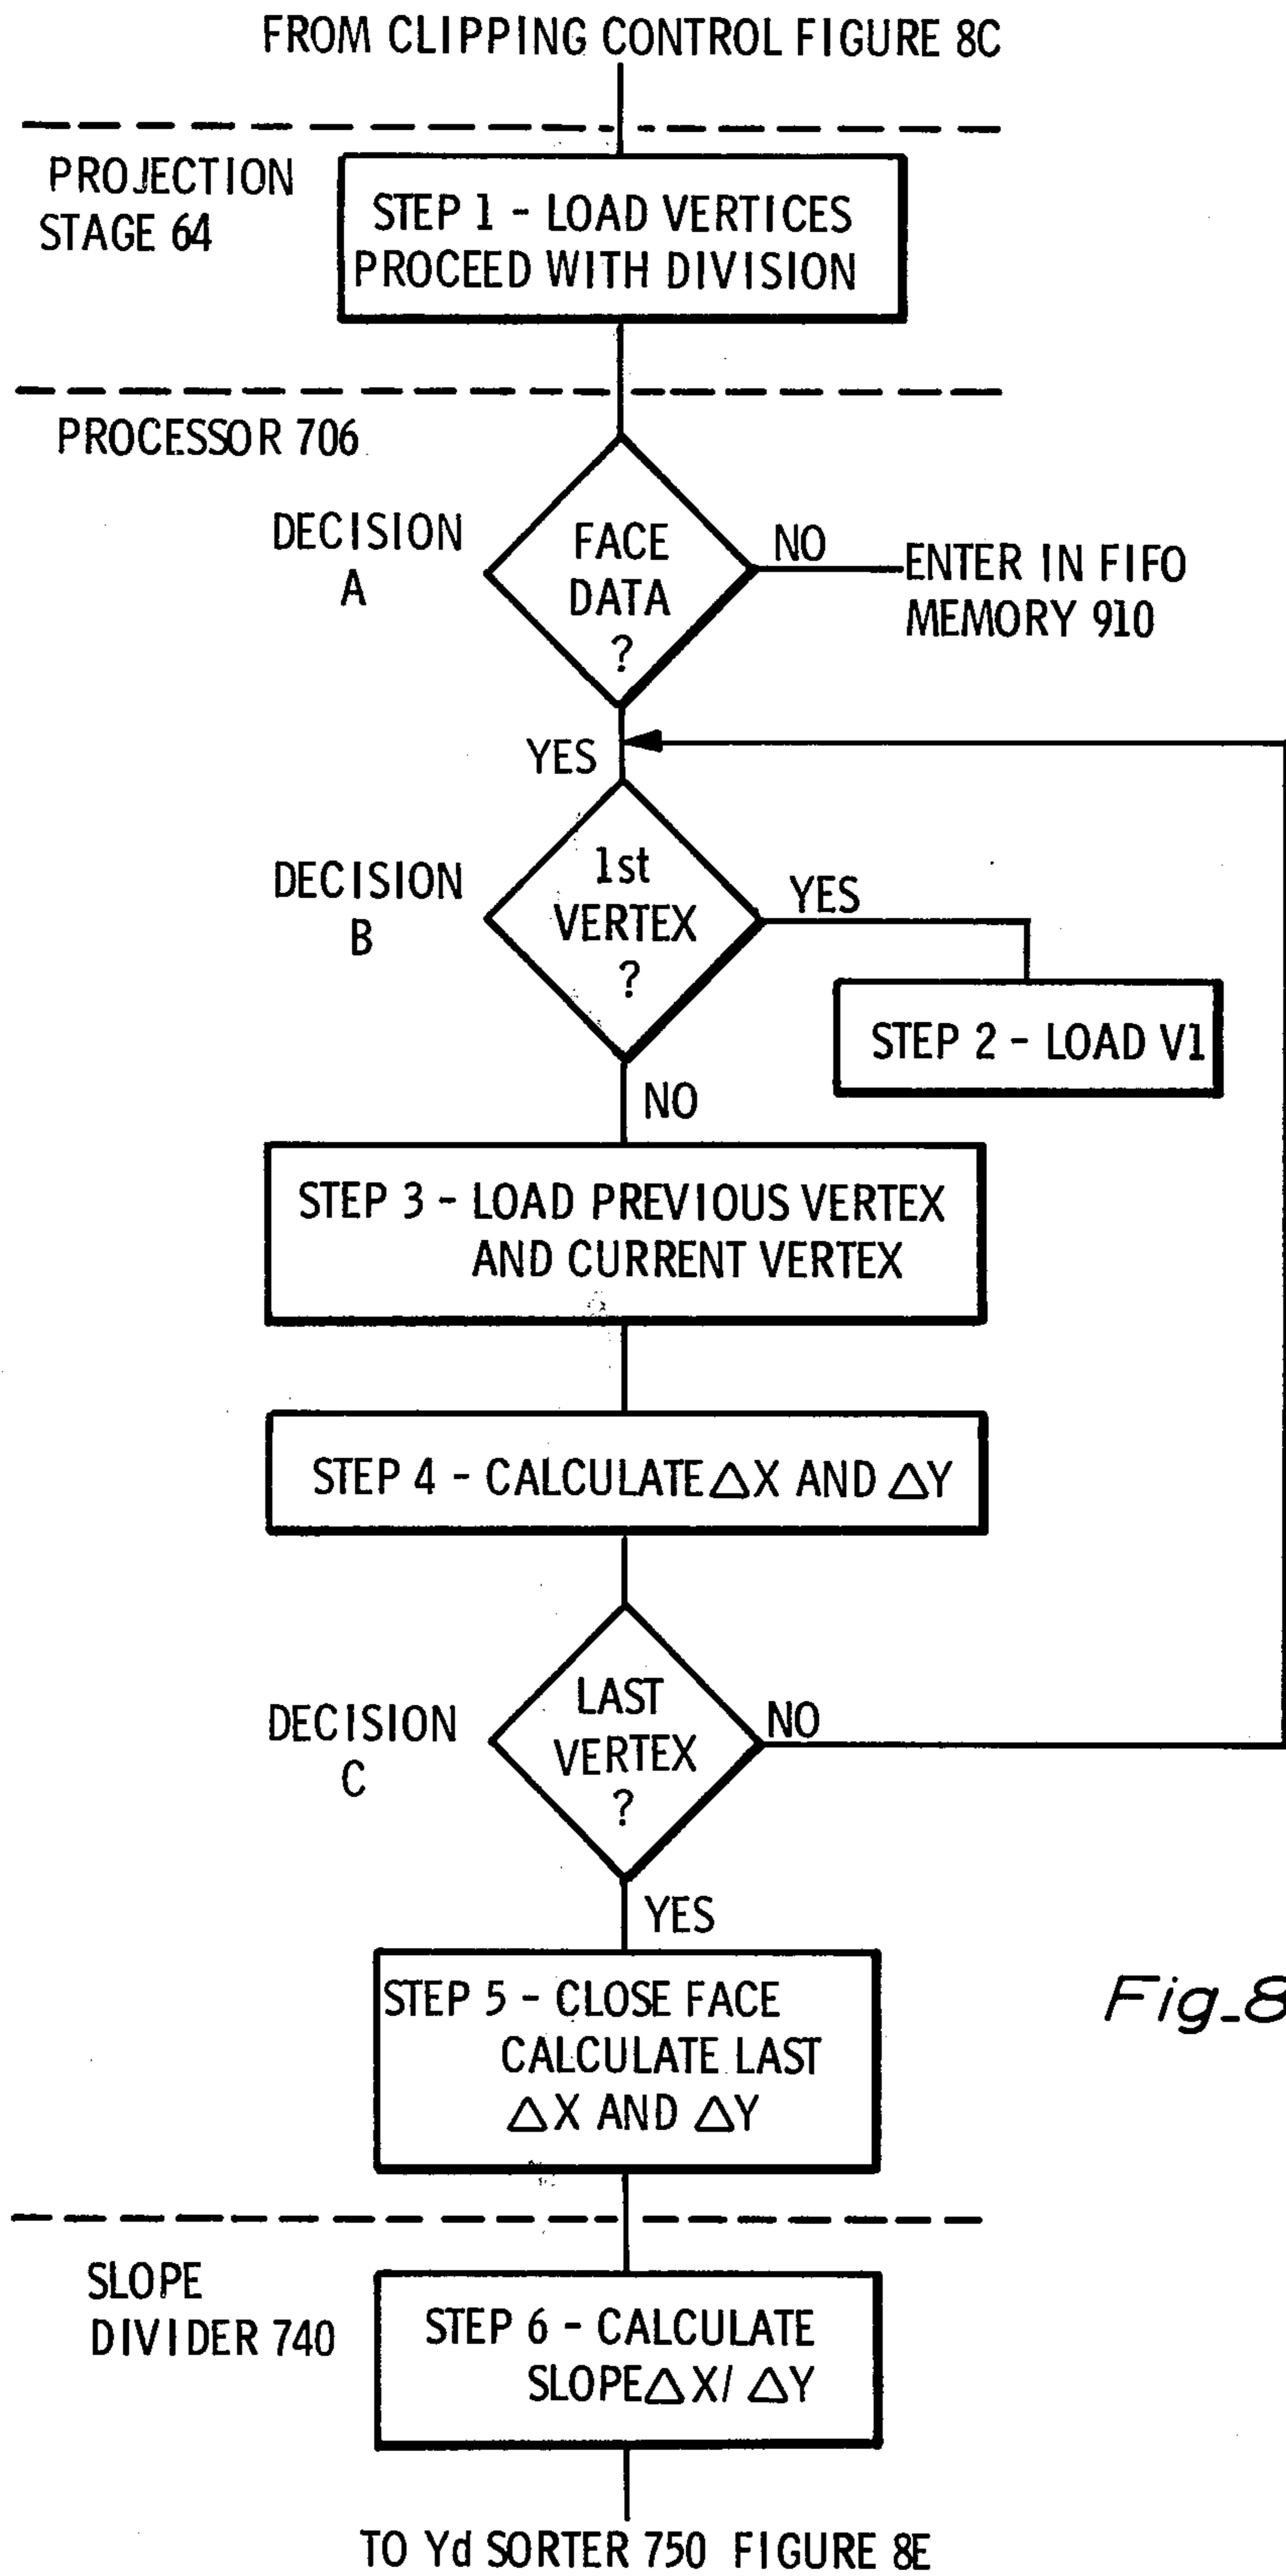 FROM CLIPPING CONTROL FIGURE 8C
PROJECTION
STAGE 64
STEP 1 - LOAD VERTICES
PROCEED WITH DIVISION
PROCESSOR 706
DECISION
A
FACE
DATA
?
NO
ENTER IN FIFO
MEMORY 910
YES
DECISION
B
1st
VERTEX
?
YES
STEP 2 - LOAD V1
NO
STEP 3 - LOAD PREVIOUS VERTEX
AND CURRENT VERTEX
STEP 4 - CALCULATE △X AND △Y
DECISION
C
LAST
VERTEX
?
NO
YES
STEP 5 - CLOSE FACE
CALCULATE LAST
△X AND △Y
Fig_8
SLOPE
DIVIDER 740
STEP 6 - CALCULATE
SLOPE △X/ △Y
TO Yd SORTER 750 FIGURE 8E